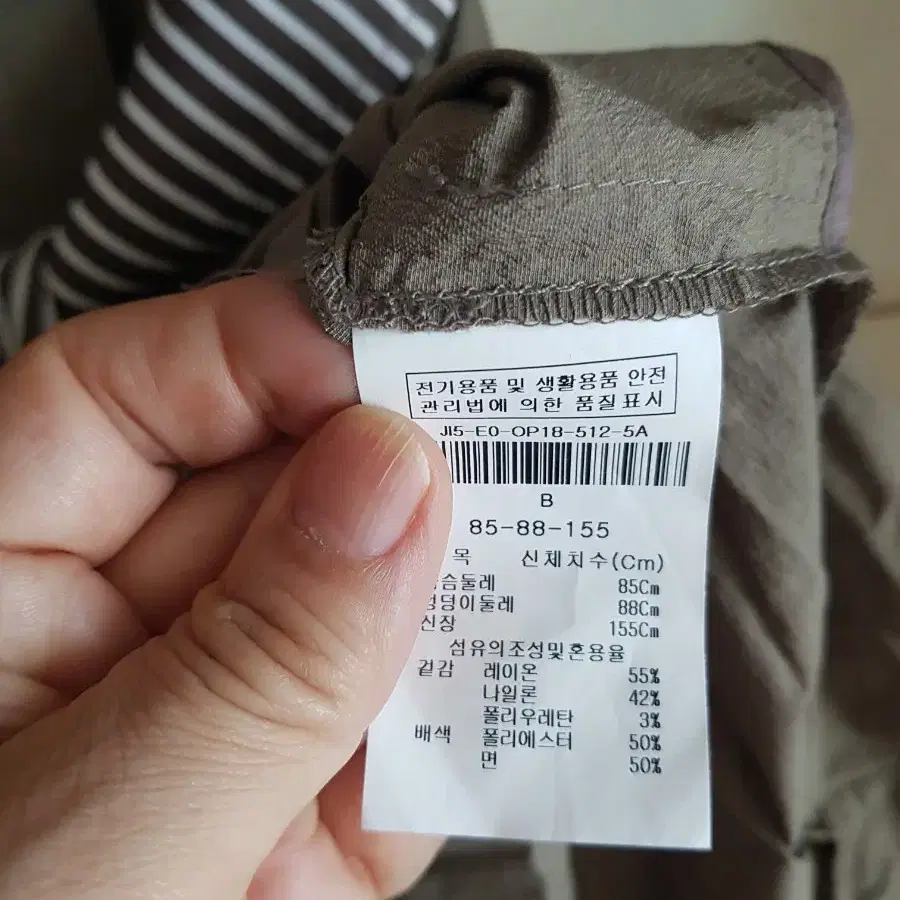 전기용품 및 생활용품 안전
관리법에 의한 품질표시
JI5-E0-OP18-512-5A
B
85-88-155
목 신체치수(Cm)
슴둘레 85Cm
덩이둘레 88Cm
신장 155Cm
섬유의조성및혼용율
겉감 레이온 55%
나일론 42%
폴리우레탄 3%
배색 폴리에스터 50%
면 50%